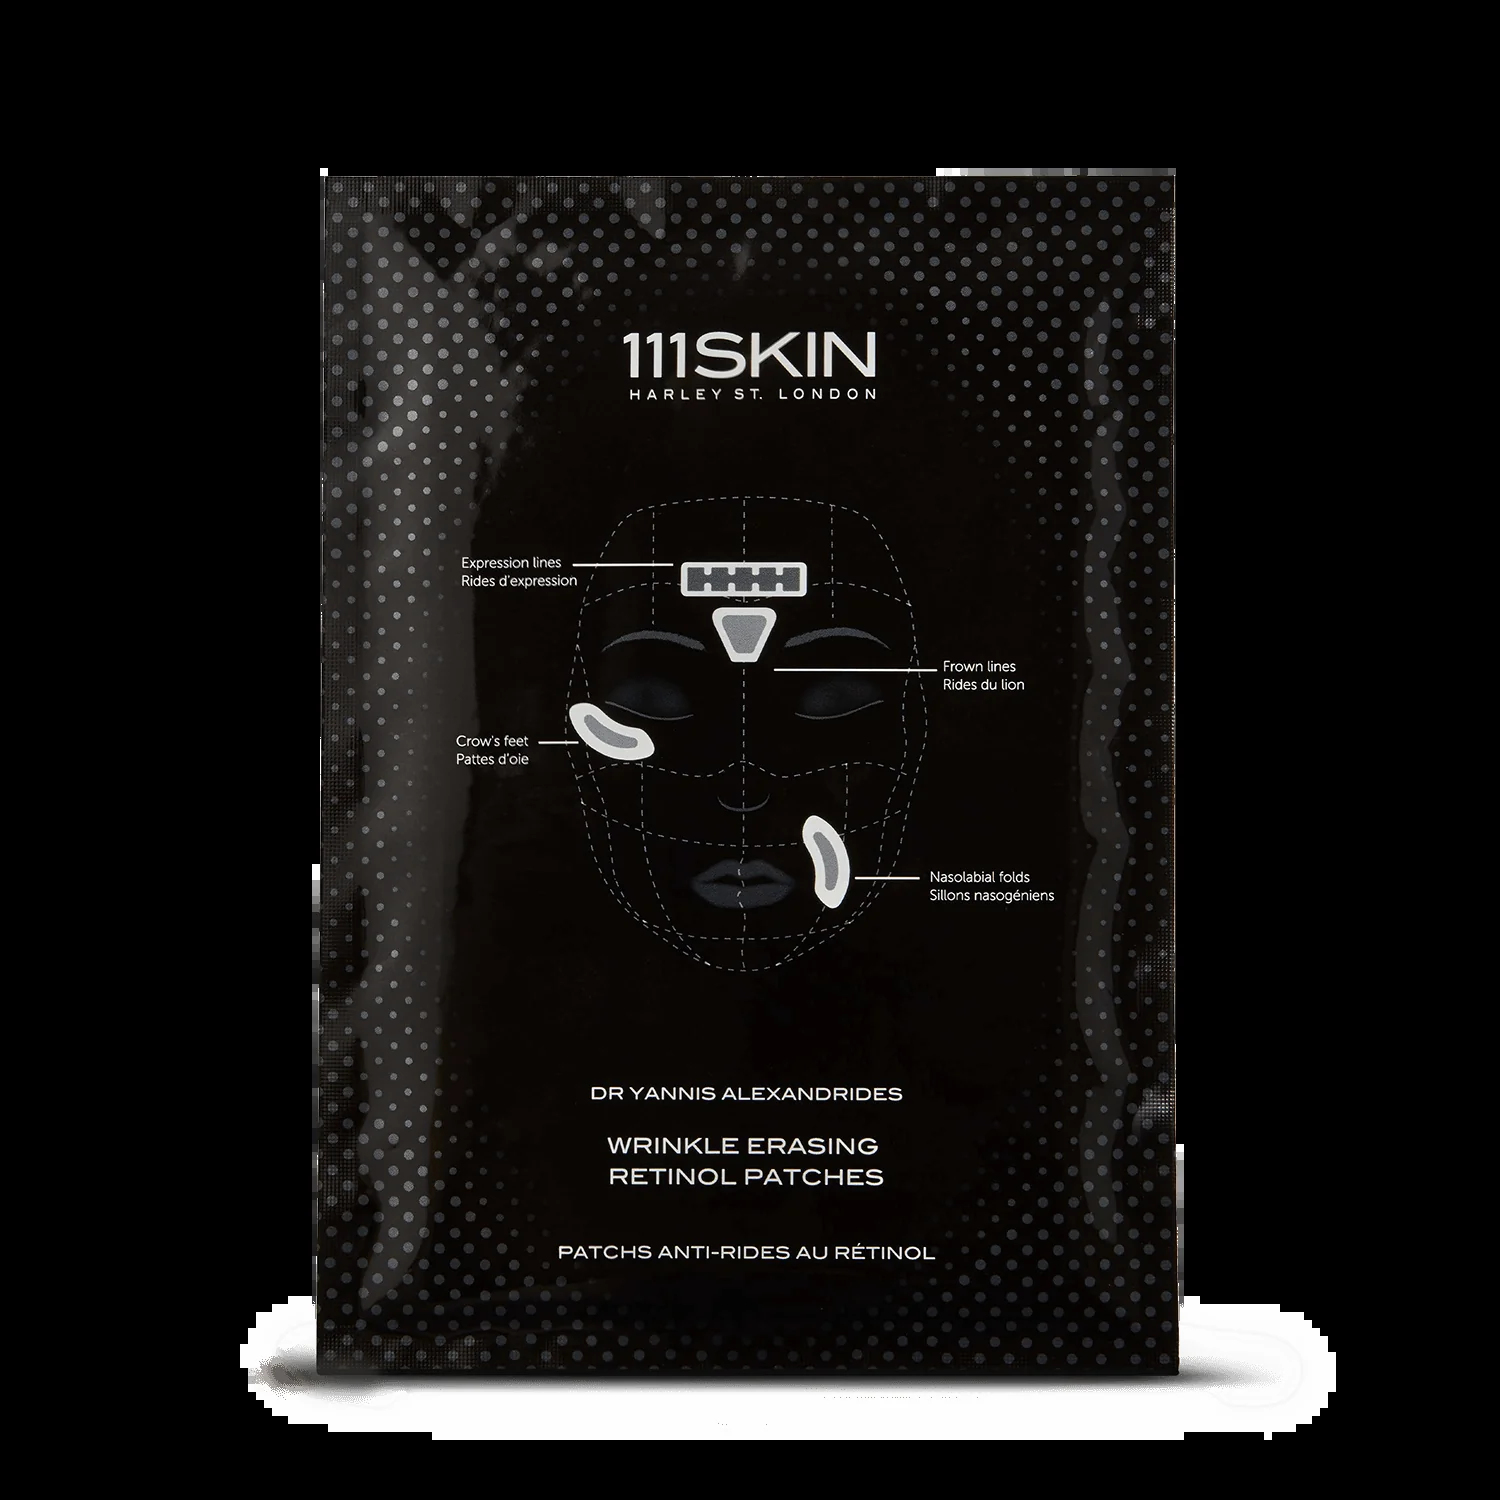 111SKIN
HARLEY ST. LONDON
Expression lines
Rides d'expression
Frown lines
Rides du lion
Crow's feet
Pattes d'oie
Nasolabial folds
Sillons nasogéniens
DR YANNIS ALEXANDRIDES
WRINKLE ERASING
RETINOL PATCHES
PATCHS ANTI-RIDES AU RÉTINOL